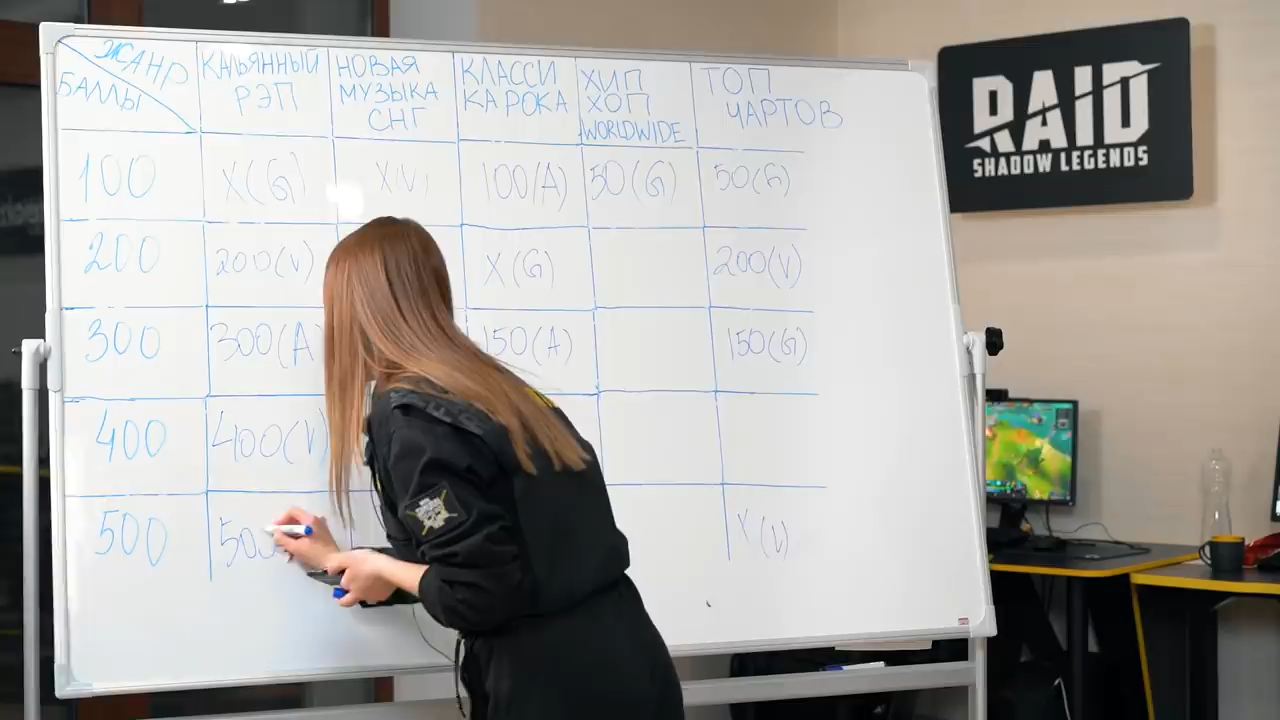 ЖАНР
БАЛЛЫ
КАЛЬЯННЫЙ
РЭП
НОВАЯ
МУЗЫКА
СНГ
КЛАССИ
КА РОКА
ХИП
ХОП
WORLDWIDE
ТОП
ЧАРТОВ
100 X(G) X(V) 100(A) 50(G) 50(G)
200 200(V) X(G) 200(V)
300 300(A) 150(A) 150(G)
400 400(V)
500 500 X(V)
RAID
SHADOW LEGENDS